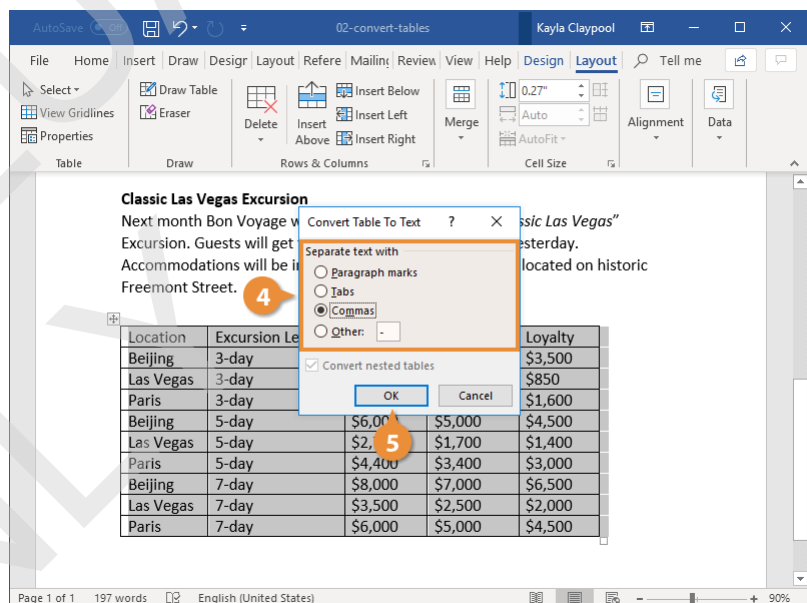 AutoSave Off 02-convert-tables Kayla Claypool
File Home Insert Draw Desigr Layout Refere Mailin Review View Help Design Layout Tell me
Select Draw Table Insert Below 0.27"
View Gridlines Eraser Delete Insert Above Insert Left Merge Auto Alignment Data
Properties Insert Right AutoFit
Table Draw Rows & Columns Cell Size
Classic Las Vegas Excursion
Next month Bon Voyage w ssic Las Vegas"
Excursion. Guests will get esterday.
Accommodations will be i located on historic
Freemont Street.
Convert Table To Text ? ×
Separate text with
Paragraph marks
Tabs
Commas
Other: -
Convert nested tables
OK Cancel
4
5
Location Excursion Le Loyalty
Beijing 3-day $3,500
Las Vegas 3-day $850
Paris 3-day $1,600
Beijing 5-day $6,000 $5,000 $4,500
Las Vegas 5-day $2, $1,700 $1,400
Paris 5-day $4,400 $3,400 $3,000
Beijing 7-day $8,000 $7,000 $6,500
Las Vegas 7-day $3,500 $2,500 $2,000
Paris 7-day $6,000 $5,000 $4,500
Page 1 of 1 197 words English (United States) 90%